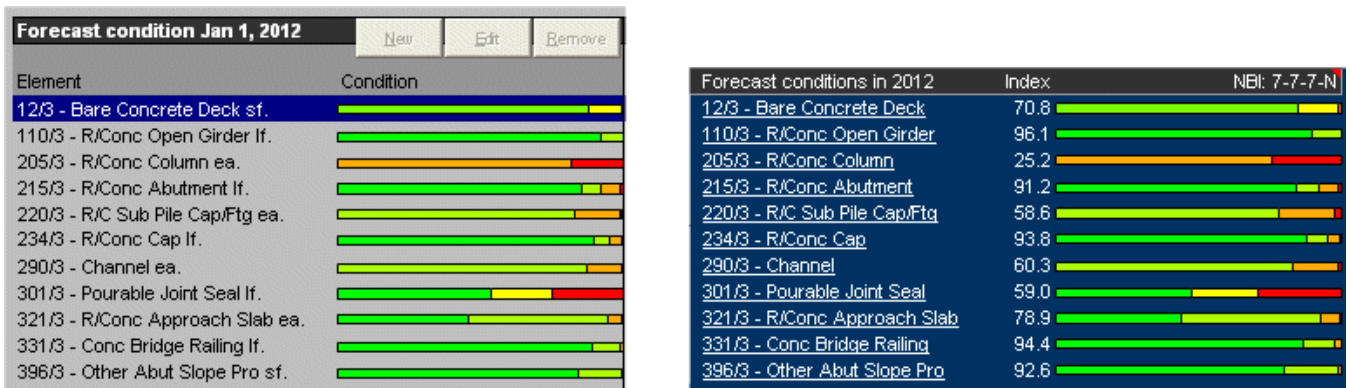 Forecast condition Jan 1, 2012 New Edit Remove
Element Condition
12/3 - Bare Concrete Deck sf.
110/3 - R/Conc Open Girder lf.
205/3 - R/Conc Column ea.
215/3 - R/Conc Abutment lf.
220/3 - R/C Sub Pile Cap/Ftg ea.
234/3 - R/Conc Cap lf.
290/3 - Channel ea.
301/3 - Pourable Joint Seal lf.
321/3 - R/Conc Approach Slab ea.
331/3 - Conc Bridge Railing lf.
396/3 - Other Abut Slope Pro sf.
Forecast conditions in 2012 Index NBI: 7-7-7-N
12/3 - Bare Concrete Deck 70.8
110/3 - R/Conc Open Girder 96.1
205/3 - R/Conc Column 25.2
215/3 - R/Conc Abutment 91.2
220/3 - R/C Sub Pile Cap/Ftg 58.6
234/3 - R/Conc Cap 93.8
290/3 - Channel 60.3
301/3 - Pourable Joint Seal 59.0
321/3 - R/Conc Approach Slab 78.9
331/3 - Conc Bridge Railing 94.4
396/3 - Other Abut Slope Pro 92.6